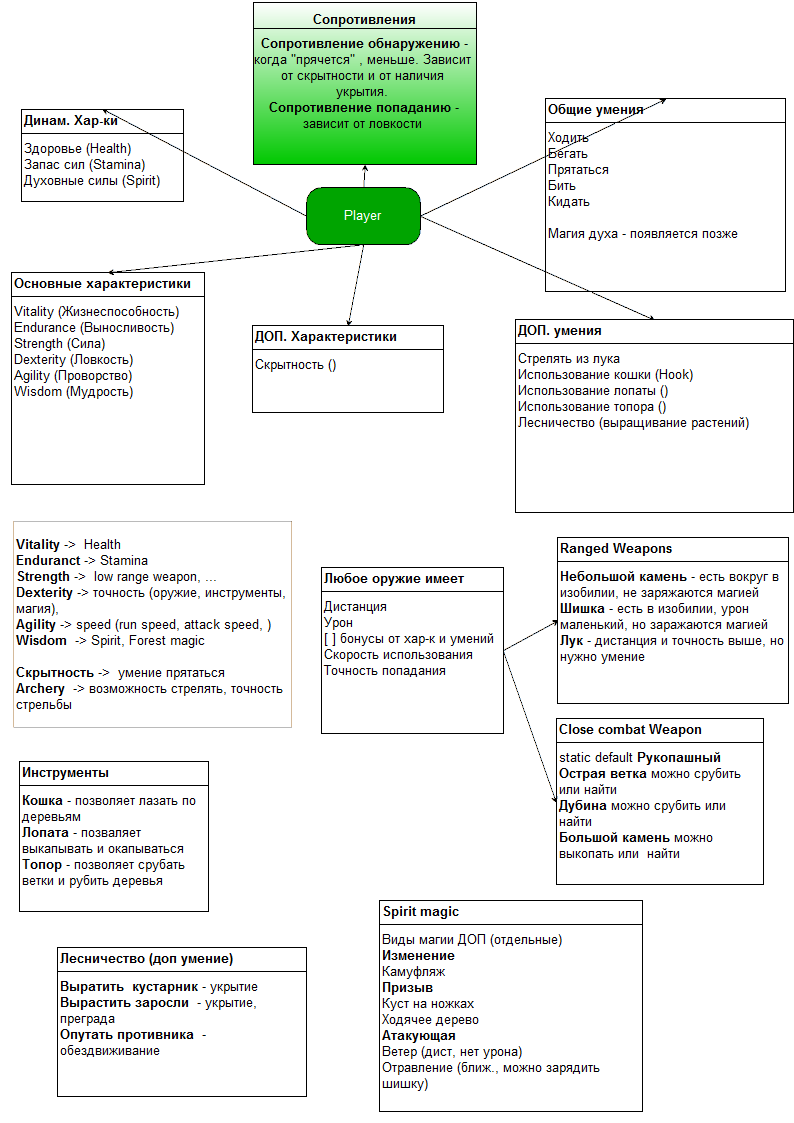 Сопротивления
Сопротивление обнаружению -
когда "прячется" , меньше. Зависит
от скрытности и от наличия
укрытия.
Сопротивление попаданию -
зависит от ловкости
Динам. Хар-ки
Здоровье (Health)
Запас сил (Stamina)
Духовные силы (Spirit)
Общие умения
Ходить
Бегать
Прятаться
Бить
Кидать
Магия духа - появляется позже
Player
Основные характеристики
Vitality (Жизнеспособность)
Endurance (Выносливость)
Strength (Сила)
Dexterity (Ловкость)
Agility (Проворство)
Wisdom (Мудрость)
ДОП. Характеристики
Скрытность ()
ДОП. умения
Стрелять из лука
Использование кошки (Hook)
Использование лопаты ()
Использование топора ()
Лесничество (выращивание растений)
Vitality -> Health
Enduranct -> Stamina
Strength -> low range weapon, ...
Dexterity -> точность (оружие, инструменты,
магия),
Agility -> speed (run speed, attack speed, )
Wisdom -> Spirit, Forest magic
Скрытность -> умение прятаться
Archery -> возможность стрелять, точность
стрельбы
Любое оружие имеет
Дистанция
Урон
[ ] бонусы от хар-к и умений
Скорость использования
Точность попадания
Ranged Weapons
Небольшой камень - есть вокруг в
изобилии, не заряжаются магией
Шишка - есть в изобилии, урон
маленький, но заражаются магией
Лук - дистанция и точность выше, но
нужно умение
Close combat Weapon
static default Рукопашный
Острая ветка можно срубить
или найти
Дубина можно срубить или
найти
Большой камень можно
выкопать или найти
Инструменты
Кошка - позволяет лазать по
деревьям
Лопата - позваляет
выкапывать и окапываться
Топор - позволяет срубать
ветки и рубить деревья
Spirit magic
Виды магии ДОП (отдельные)
Изменение
Камуфляж
Призыв
Куст на ножках
Ходячее дерево
Атакующая
Ветер (дист, нет урона)
Отравление (ближ., можно зарядить
шишку)
Лесничество (доп умение)
Выратить кустарник - укрытие
Вырастить заросли - укрытие,
преграда
Опутать противника -
обездвиживание